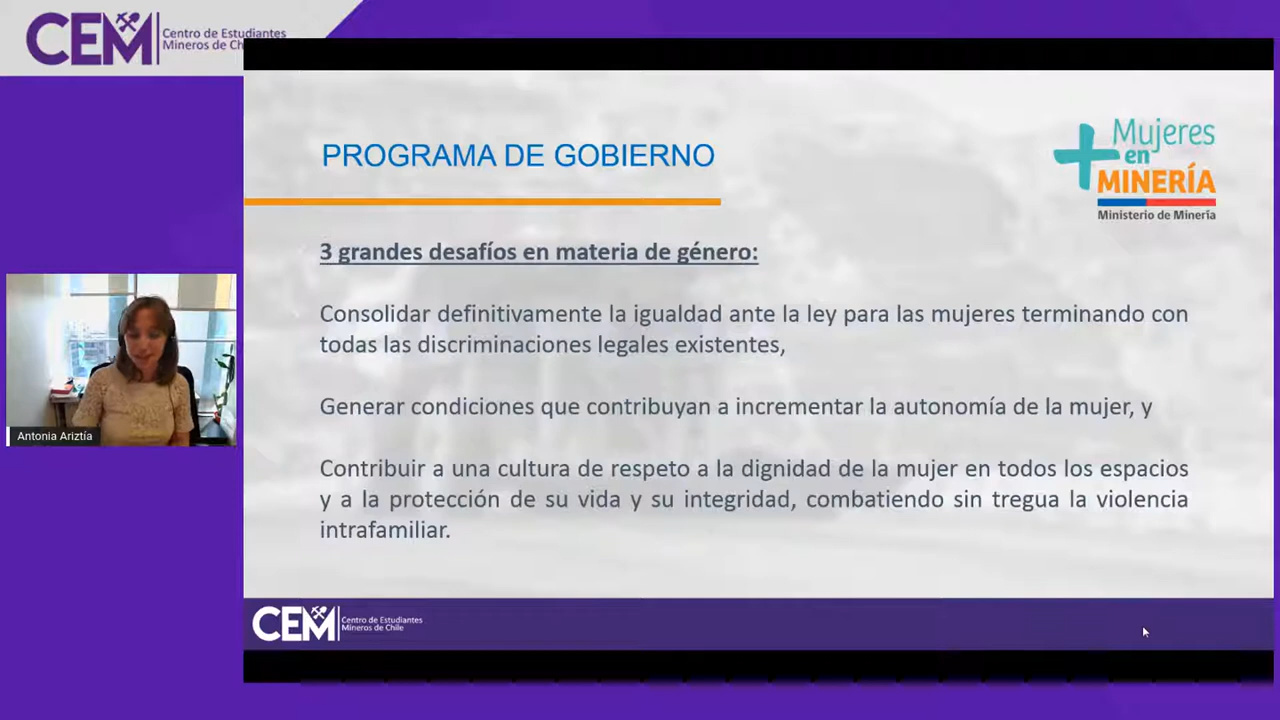 CEM
Centro de Estudiantes
Mineros de Ch
PROGRAMA DE GOBIERNO
Mujeres
en
MINERÍA
Ministerio de Minería
3 grandes desafíos en materia de género:
Consolidar definitivamente la igualdad ante la ley para las mujeres terminando con
todas las discriminaciones legales existentes,
Generar condiciones que contribuyan a incrementar la autonomía de la mujer, y
Contribuir a una cultura de respeto a la dignidad de la mujer en todos los espacios
y a la protección de su vida y su integridad, combatiendo sin tregua la violencia
intrafamiliar.
Antonia Ariztía
CEM
Centro de Estudiantes
Mineros de Chile